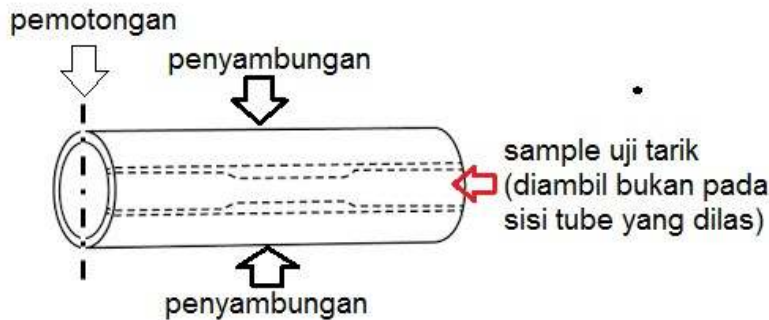 pemotongan
penyambungan
sample uji tarik
(diambil bukan pada
sisi tube yang dilas)
penyambungan